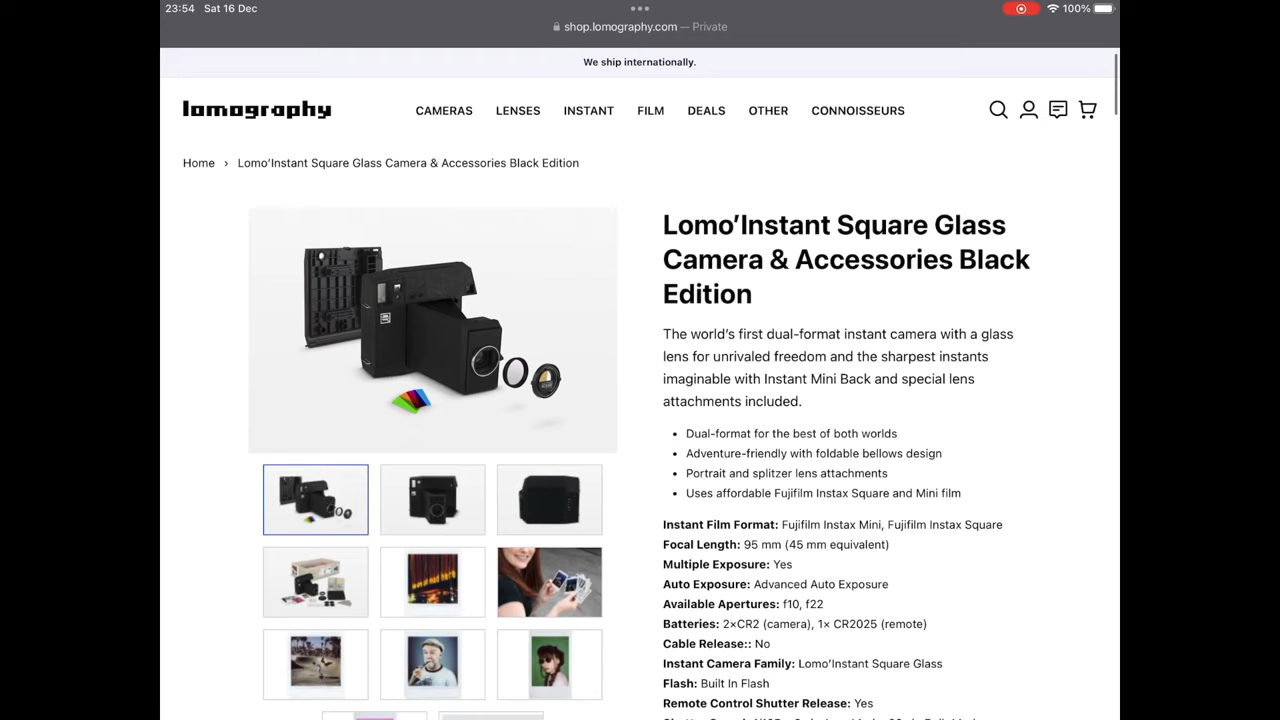 23:54 Sat 16 Dec
100%
shop.lomography.com — Private
We ship internationally.
lomography
CAMERAS LENSES INSTANT FILM DEALS OTHER CONNOISSEURS
Home › Lomo’Instant Square Glass Camera & Accessories Black Edition
Lomo’Instant Square Glass
Camera & Accessories Black
Edition
The world’s first dual-format instant camera with a glass
lens for unrivaled freedom and the sharpest instants
imaginable with Instant Mini Back and special lens
attachments included.
• Dual-format for the best of both worlds
• Adventure-friendly with foldable bellows design
• Portrait and splitzer lens attachments
• Uses affordable Fujifilm Instax Square and Mini film
Instant Film Format: Fujifilm Instax Mini, Fujifilm Instax Square
Focal Length: 95 mm (45 mm equivalent)
Multiple Exposure: Yes
Auto Exposure: Advanced Auto Exposure
Available Apertures: f10, f22
Batteries: 2×CR2 (camera), 1× CR2025 (remote)
Cable Release:: No
Instant Camera Family: Lomo’Instant Square Glass
Flash: Built In Flash
Remote Control Shutter Release: Yes